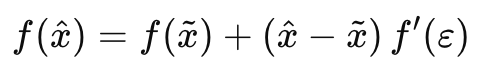 f(x̂) = f(x̃) + (x̂ − x̃) f′(ε)